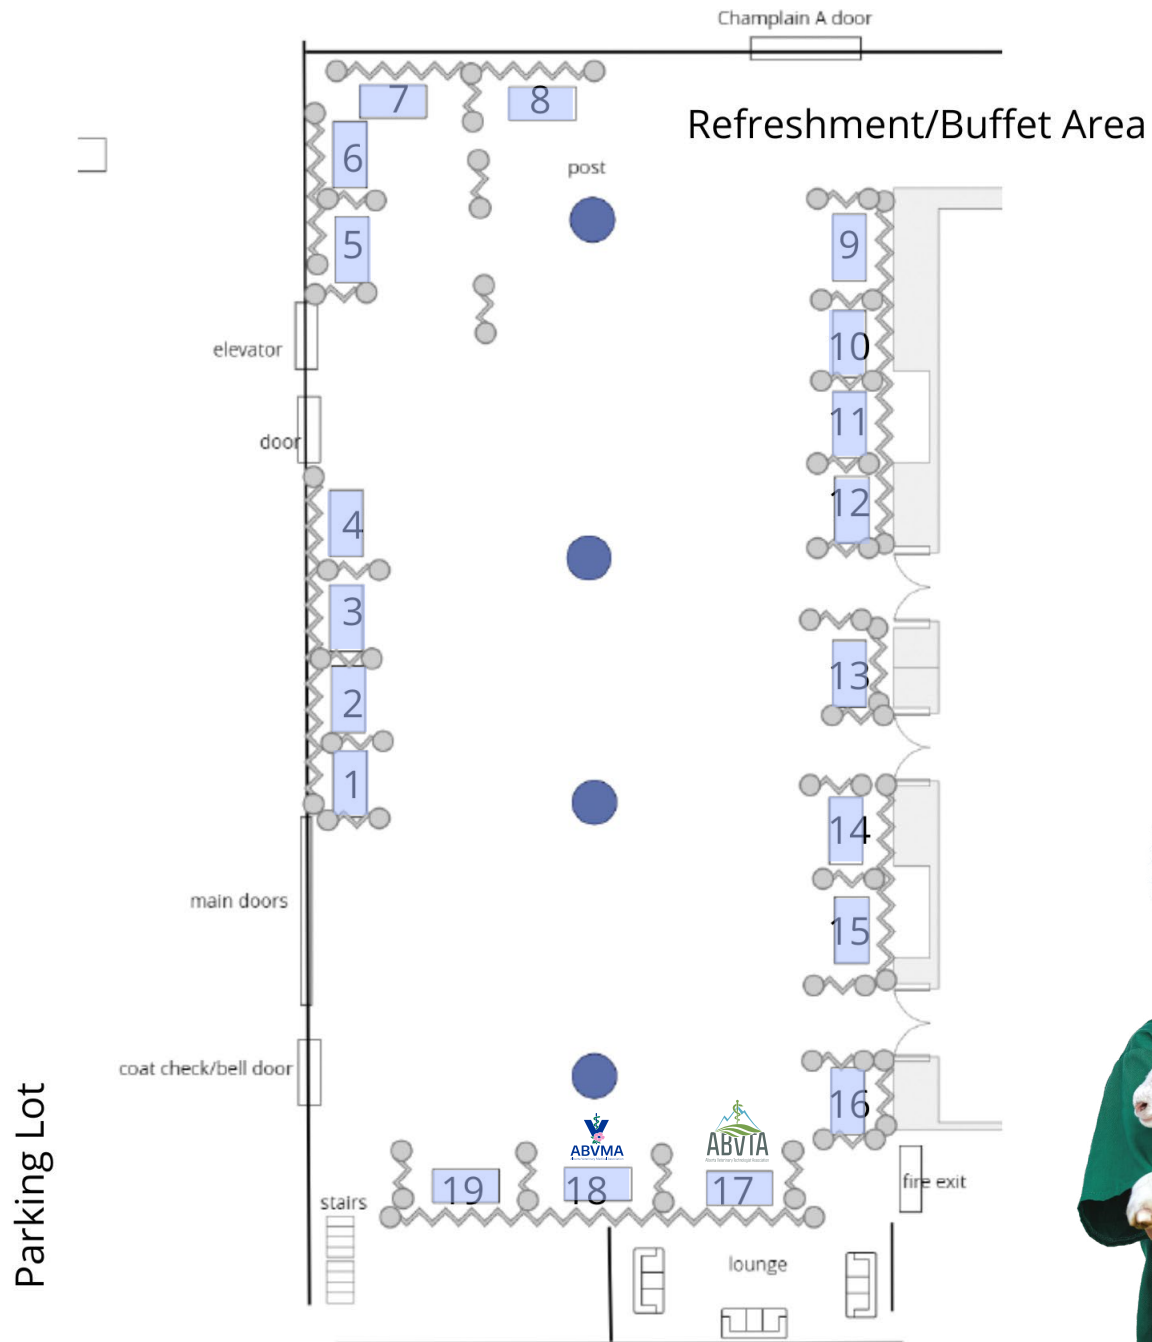 Champlain A door
7
8
Refreshment/Buffet Area
6
post
9
5
elevator
10
door
11
12
4
3
13
2
1
14
main doors
15
coat check/bell door
16
Parking Lot
ABVMA
ABVTA
fire exit
19
18
17
stairs
lounge